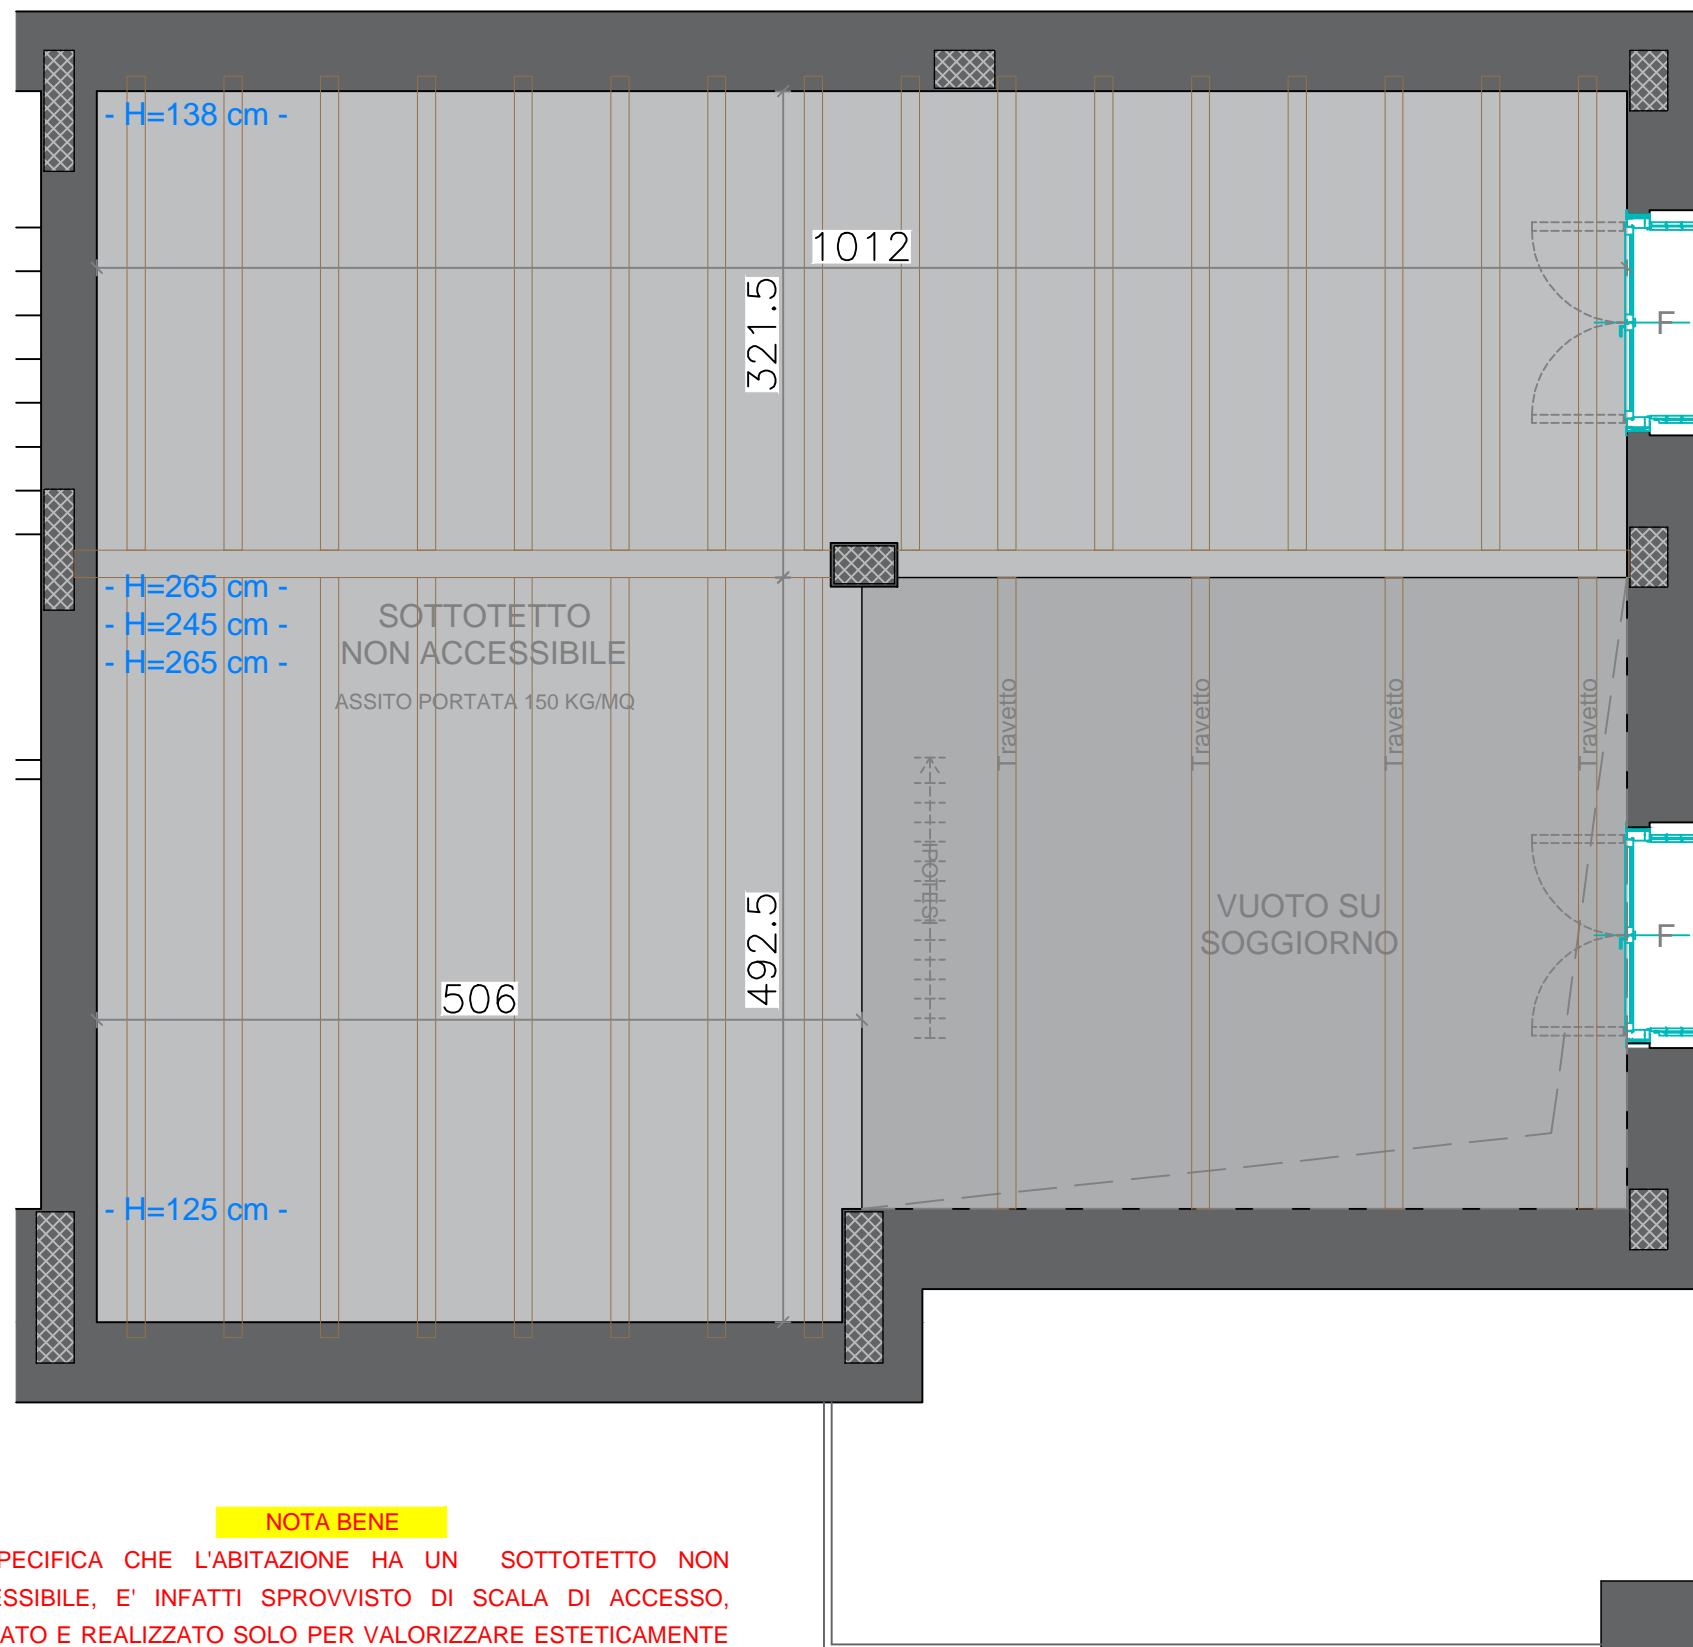 - H=138 cm -
1012
321.5
F
- H=265 cm -
- H=245 cm -
- H=265 cm -
SOTTOTETTO
NON ACCESSIBILE
ASSITO PORTATA 150 KG/MQ
Travetto
Travetto
Travetto
Travetto
IPOTESI
VUOTO SU
SOGGIORNO
F
492.5
506
- H=125 cm -
NOTA BENE
PECIFICA CHE L'ABITAZIONE HA UN SOTTOTETTO NON
ESSIBILE, E' INFATTI SPROVVISTO DI SCALA DI ACCESSO,
ATO E REALIZZATO SOLO PER VALORIZZARE ESTETICAMENTE